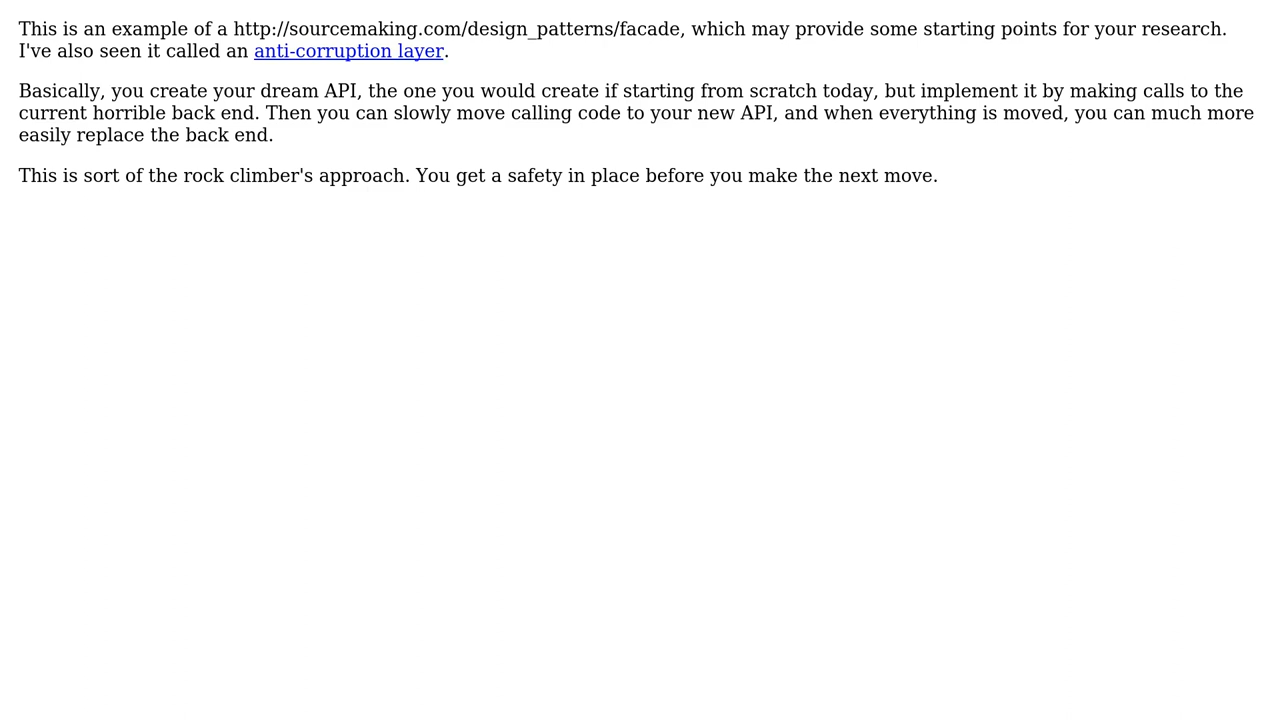 This is an example of a http://sourcemaking.com/design_patterns/facade, which may provide some starting points for your research.
I've also seen it called an anti-corruption layer.
Basically, you create your dream API, the one you would create if starting from scratch today, but implement it by making calls to the
current horrible back end. Then you can slowly move calling code to your new API, and when everything is moved, you can much more
easily replace the back end.
This is sort of the rock climber's approach. You get a safety in place before you make the next move.